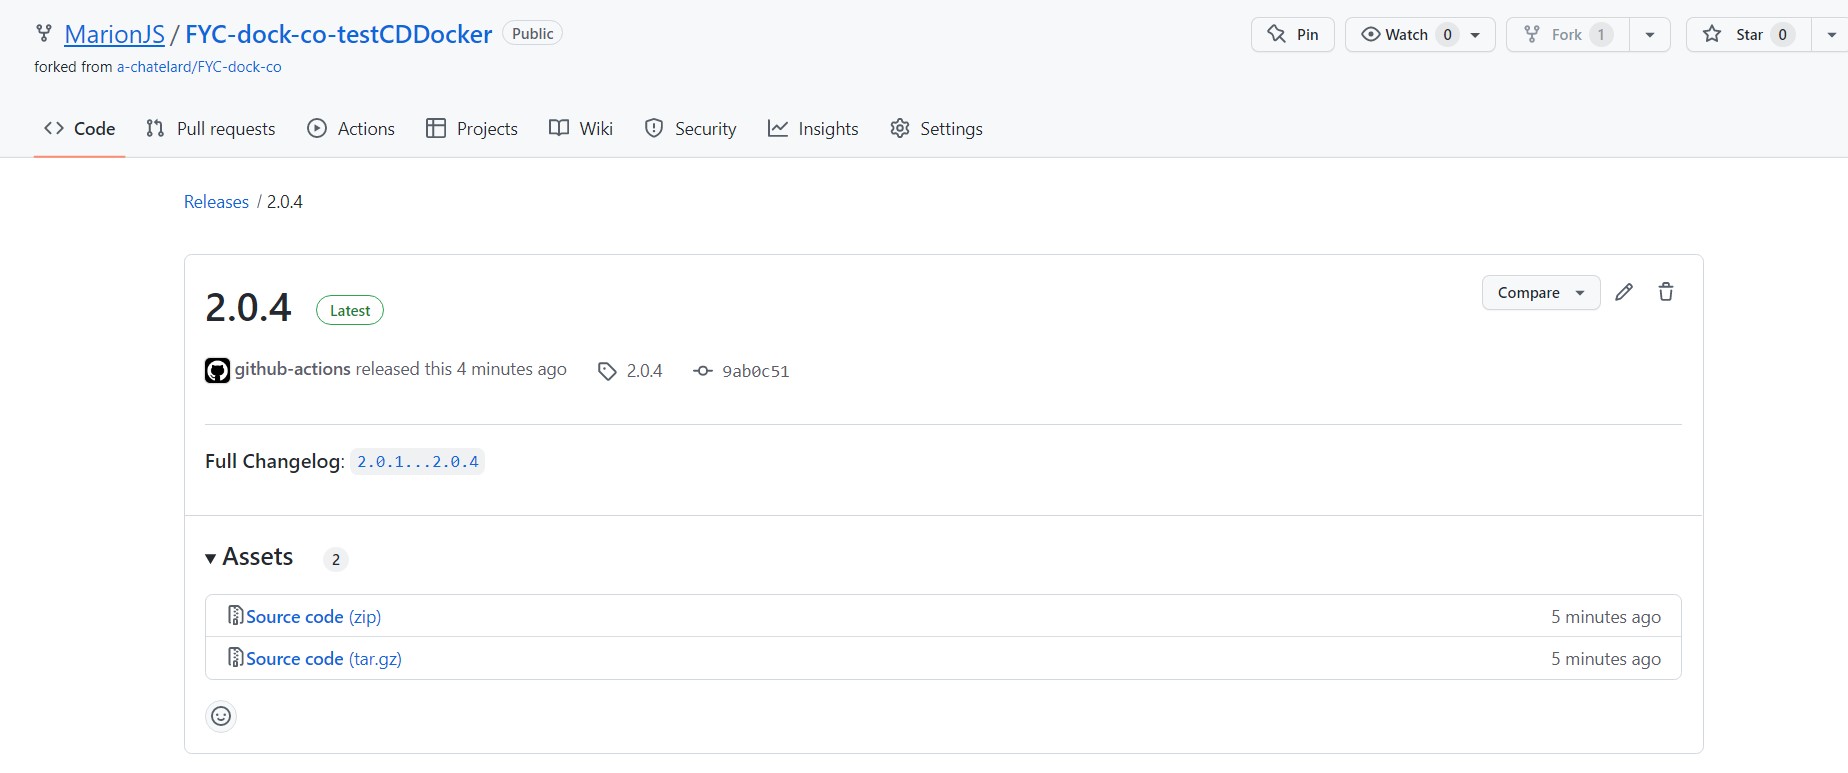 MarionJS / FYC-dock-co-testCDDocker Public Pin Watch 0 Fork 1 Star 0
forked from a-chatelard/FYC-dock-co
Code Pull requests Actions Projects Wiki Security Insights Settings
Releases / 2.0.4
2.0.4 Latest Compare
github-actions released this 4 minutes ago 2.0.4 9ab0c51
Full Changelog: 2.0.1...2.0.4
Assets 2
Source code (zip) 5 minutes ago
Source code (tar.gz) 5 minutes ago